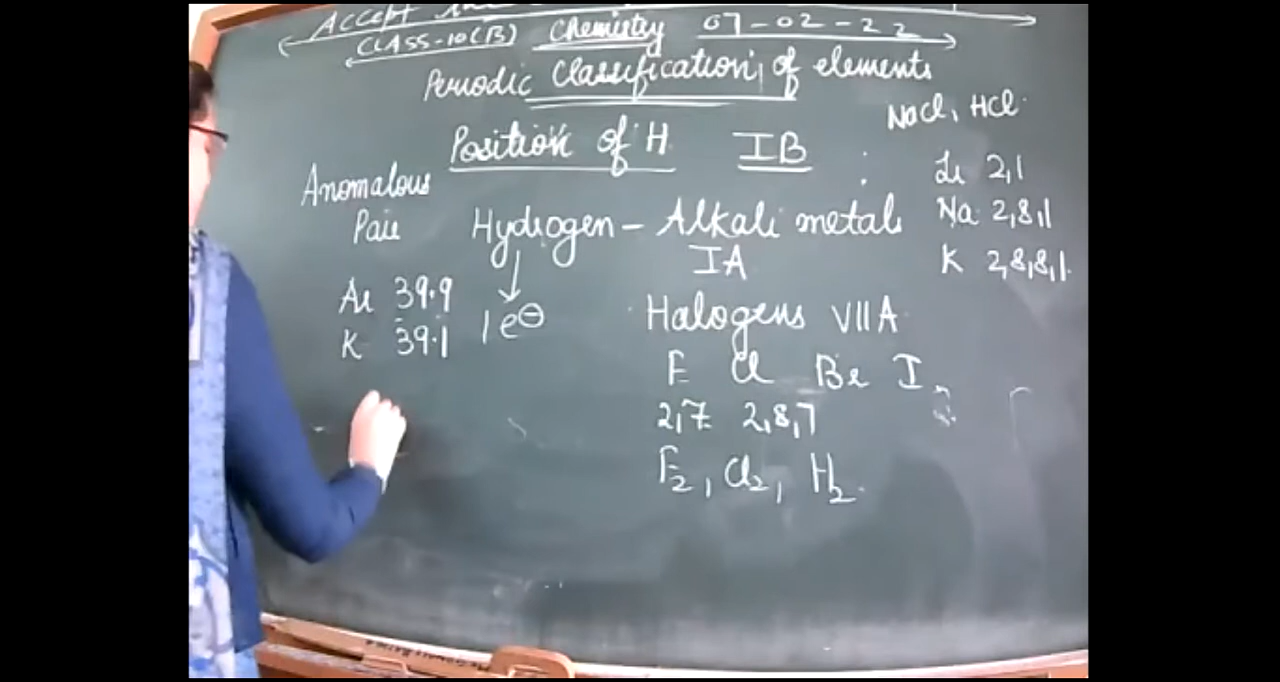 Accept
CLASS-10(B) Chemistry 07-02-22
Periodic Classification of elements
NaCl, HCl
Position of H IB
Anomalous
Pair
Li 2,1
Na 2,8,1
K 2,8,8,1
Hydrogen - Alkali metals
IA
Ar 39.9
K 39.1
1e⊖
Halogens VIIA
F Cl Br I
2,7 2,8,7
F₂, Cl₂, H₂